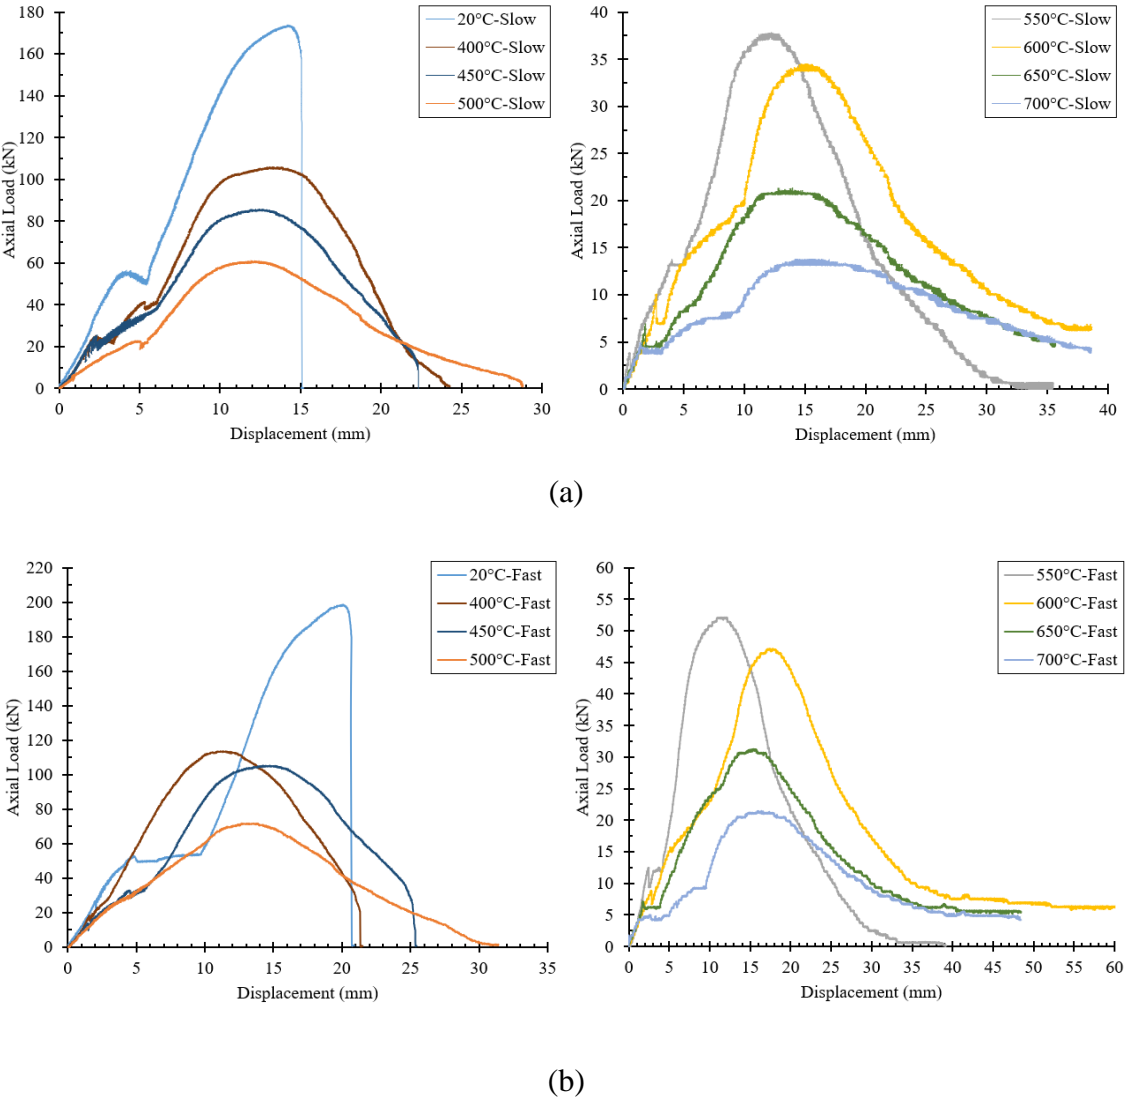 180
160
140
120
100
80
60
40
20
0
Axial Load (kN)
0 5 10 15 20 25 30
Displacement (mm)
20°C-Slow
400°C-Slow
450°C-Slow
500°C-Slow
40
35
30
25
20
15
10
5
0
Axial Load (kN)
0 5 10 15 20 25 30 35 40
Displacement (mm)
550°C-Slow
600°C-Slow
650°C-Slow
700°C-Slow
(a)
220
200
180
160
140
120
100
80
60
40
20
0
Axial Load (kN)
0 5 10 15 20 25 30 35
Displacement (mm)
20°C-Fast
400°C-Fast
450°C-Fast
500°C-Fast
60
55
50
45
40
35
30
25
20
15
10
5
0
Axial Load (kN)
0 5 10 15 20 25 30 35 40 45 50 55 60
Displacement (mm)
550°C-Fast
600°C-Fast
650°C-Fast
700°C-Fast
(b)